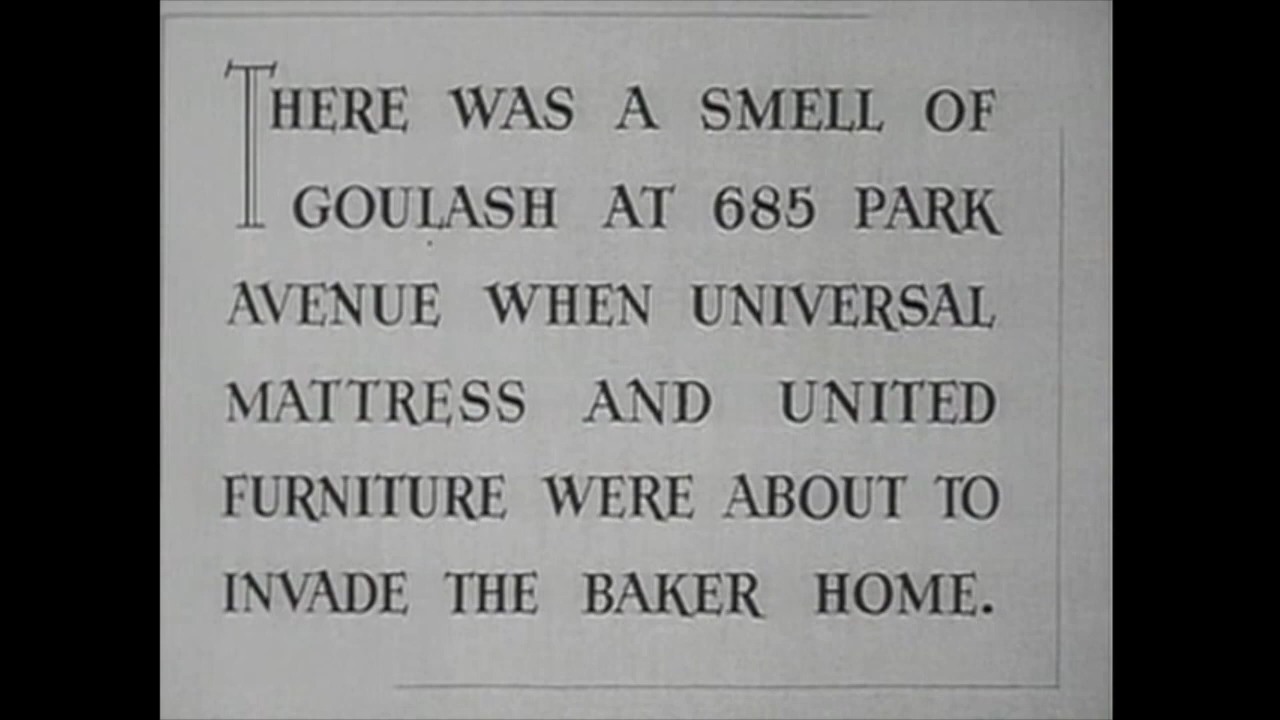 THERE WAS A SMELL OF
GOULASH AT 685 PARK
AVENUE WHEN UNIVERSAL
MATTRESS AND UNITED
FURNITURE WERE ABOUT TO
INVADE THE BAKER HOME.